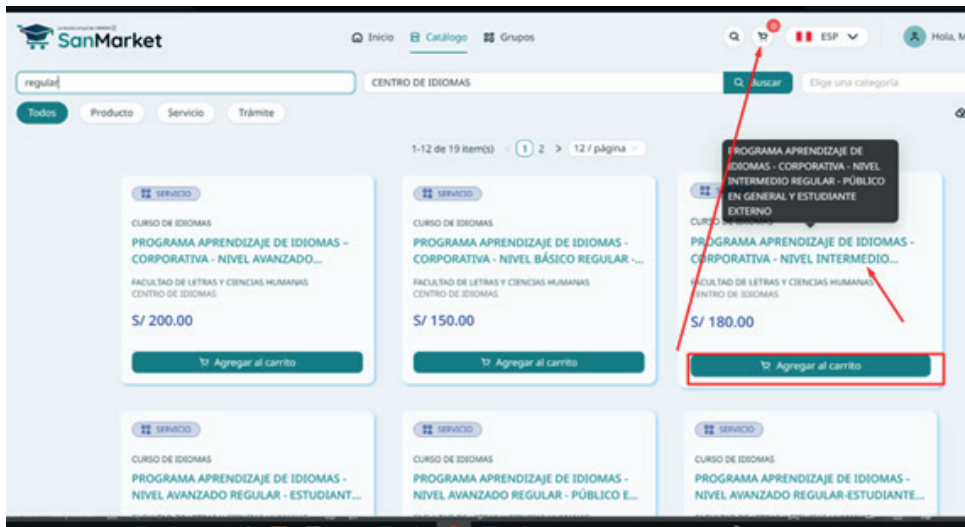 SanMarket
Inicio
Catálogo
Grupos
0
ESP
Hola, M
regular
CENTRO DE IDIOMAS
Buscar
Elige una categoría
Todos
Producto
Servicio
Trámite
1-12 de 19 item(s)
1
2
12 / página
PROGRAMA APRENDIZAJE DE
IDIOMAS - CORPORATIVA - NIVEL
INTERMEDIO REGULAR - PÚBLICO
EN GENERAL Y ESTUDIANTE
EXTERNO
SERVICIO
CURSO DE IDIOMAS
PROGRAMA APRENDIZAJE DE IDIOMAS –
CORPORATIVA - NIVEL AVANZADO...
FACULTAD DE LETRAS Y CIENCIAS HUMANAS
CENTRO DE IDIOMAS
S/ 200.00
Agregar al carrito
SERVICIO
CURSO DE IDIOMAS
PROGRAMA APRENDIZAJE DE IDIOMAS -
CORPORATIVA - NIVEL BÁSICO REGULAR -...
FACULTAD DE LETRAS Y CIENCIAS HUMANAS
CENTRO DE IDIOMAS
S/ 150.00
Agregar al carrito
CURSO DE IDIOMAS
PROGRAMA APRENDIZAJE DE IDIOMAS -
CORPORATIVA - NIVEL INTERMEDIO...
FACULTAD DE LETRAS Y CIENCIAS HUMANAS
CENTRO DE IDIOMAS
S/ 180.00
Agregar al carrito
SERVICIO
CURSO DE IDIOMAS
PROGRAMA APRENDIZAJE DE IDIOMAS -
NIVEL AVANZADO REGULAR - ESTUDIANT...
SERVICIO
CURSO DE IDIOMAS
PROGRAMA APRENDIZAJE DE IDIOMAS -
NIVEL AVANZADO REGULAR - PÚBLICO E...
SERVICIO
CURSO DE IDIOMAS
PROGRAMA APRENDIZAJE DE IDIOMAS -
NIVEL AVANZADO REGULAR-ESTUDIANTE...